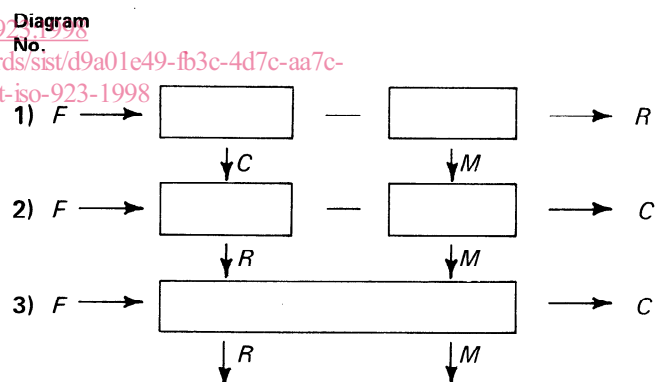 923:1998
Diagram
No.
rds/sist/d9a01e49-fb3c-4d7c-aa7c-
t-iso-923-1998
1) F R
C M
2) F C
R M
3) F C
R M